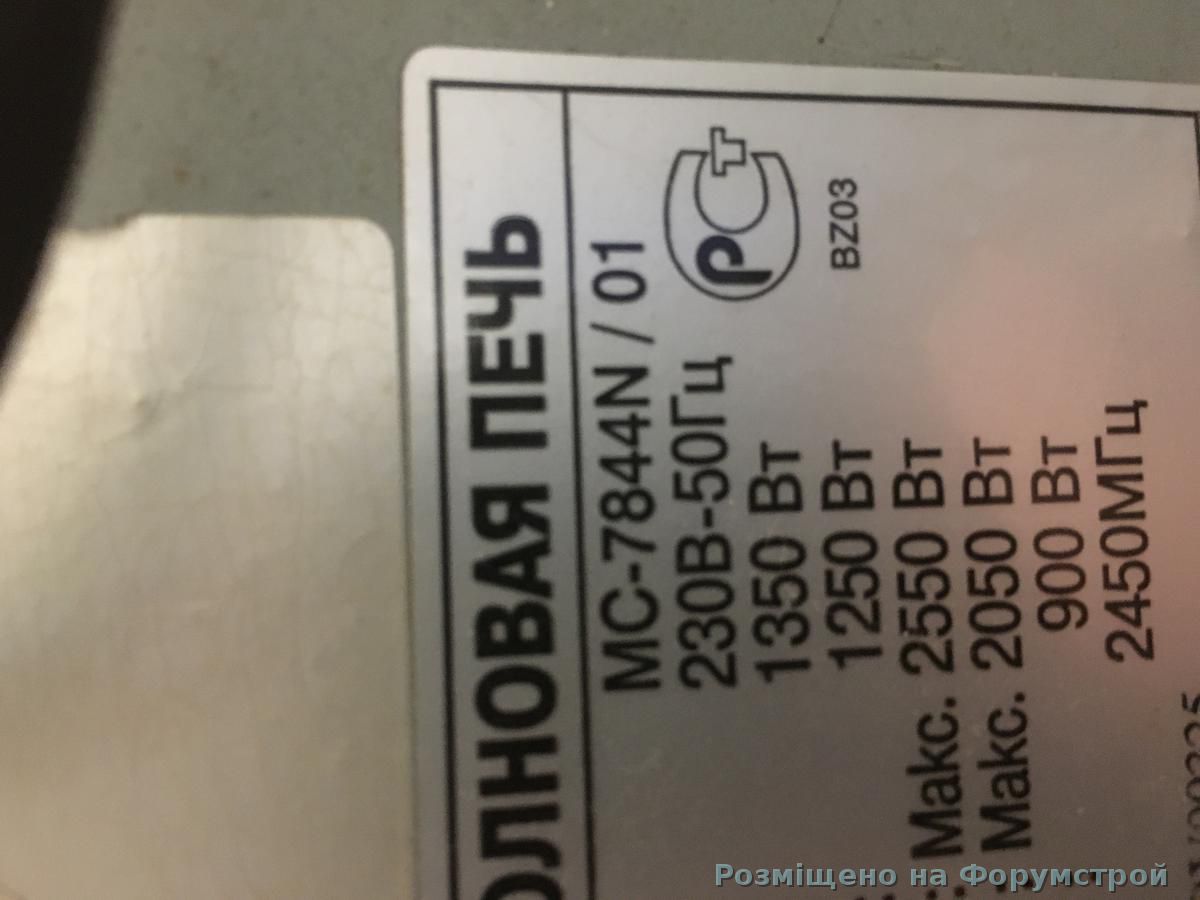 ОЛНОВАЯ ПЕЧЬ
MC-7844N / 01
230В-50Гц
1350 Вт
1250 Вт
: Макс. 2550 Вт
: Макс. 2050 Вт
900 Вт
2450МГц
РСТ
BZ03
Розміщено на Форумстрой